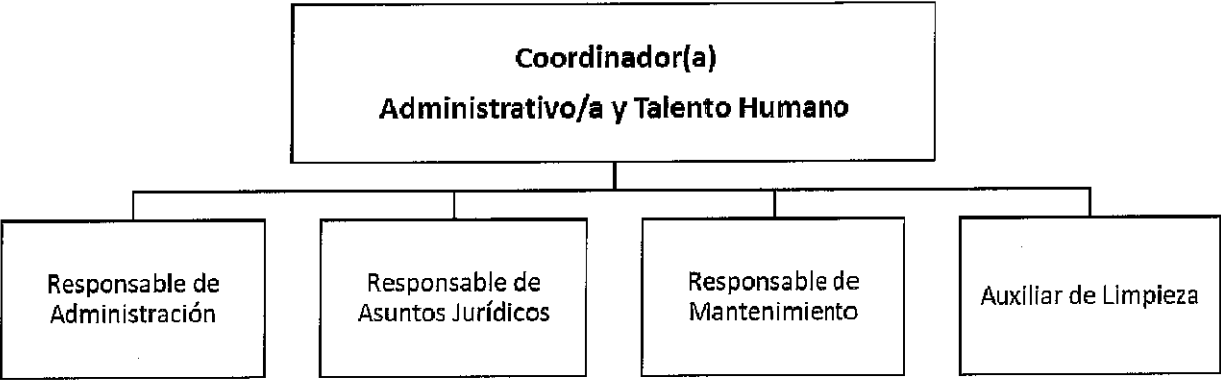 Coordinador(a)
Administrativo/a y Talento Humano
Responsable de
Administración
Responsable de
Asuntos Jurídicos
Responsable de
Mantenimiento
Auxiliar de Limpieza